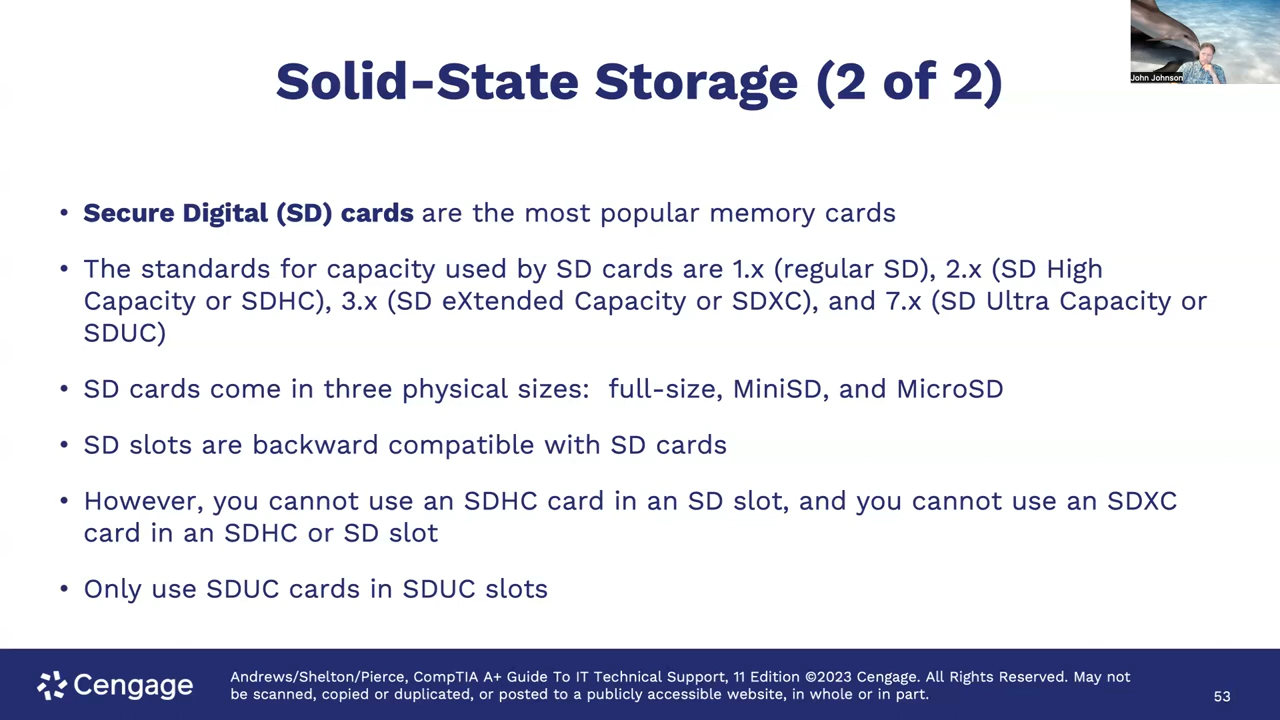 Solid-State Storage (2 of 2)
John Johnson
• Secure Digital (SD) cards are the most popular memory cards
• The standards for capacity used by SD cards are 1.x (regular SD), 2.x (SD High
Capacity or SDHC), 3.x (SD eXtended Capacity or SDXC), and 7.x (SD Ultra Capacity or
SDUC)
• SD cards come in three physical sizes:  full-size, MiniSD, and MicroSD
• SD slots are backward compatible with SD cards
• However, you cannot use an SDHC card in an SD slot, and you cannot use an SDXC
card in an SDHC or SD slot
• Only use SDUC cards in SDUC slots
Cengage
Andrews/Shelton/Pierce, CompTIA A+ Guide To IT Technical Support, 11 Edition ©2023 Cengage. All Rights Reserved. May not
be scanned, copied or duplicated, or posted to a publicly accessible website, in whole or in part.
53